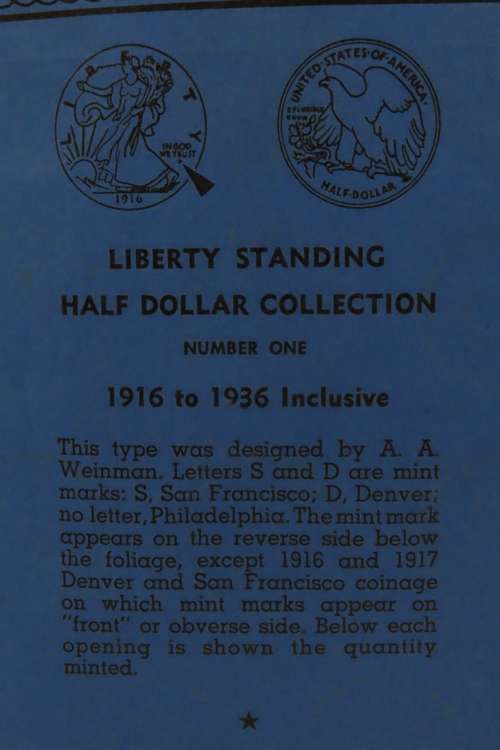 LIBERTY
IN GOD
WE TRUST
1916
UNITED·STATES·OF·AMERICA·
E PLURIBUS
UNUM
HALF·DOLLAR
LIBERTY STANDING
HALF DOLLAR COLLECTION
NUMBER ONE
1916 to 1936 Inclusive
This type was designed by A. A.
Weinman. Letters S and D are mint
marks: S, San Francisco; D, Denver;
no letter, Philadelphia. The mint mark
appears on the reverse side below
the foliage, except 1916 and 1917
Denver and San Francisco coinage
on which mint marks appear on
"front" or obverse side. Below each
opening is shown the quantity
minted.